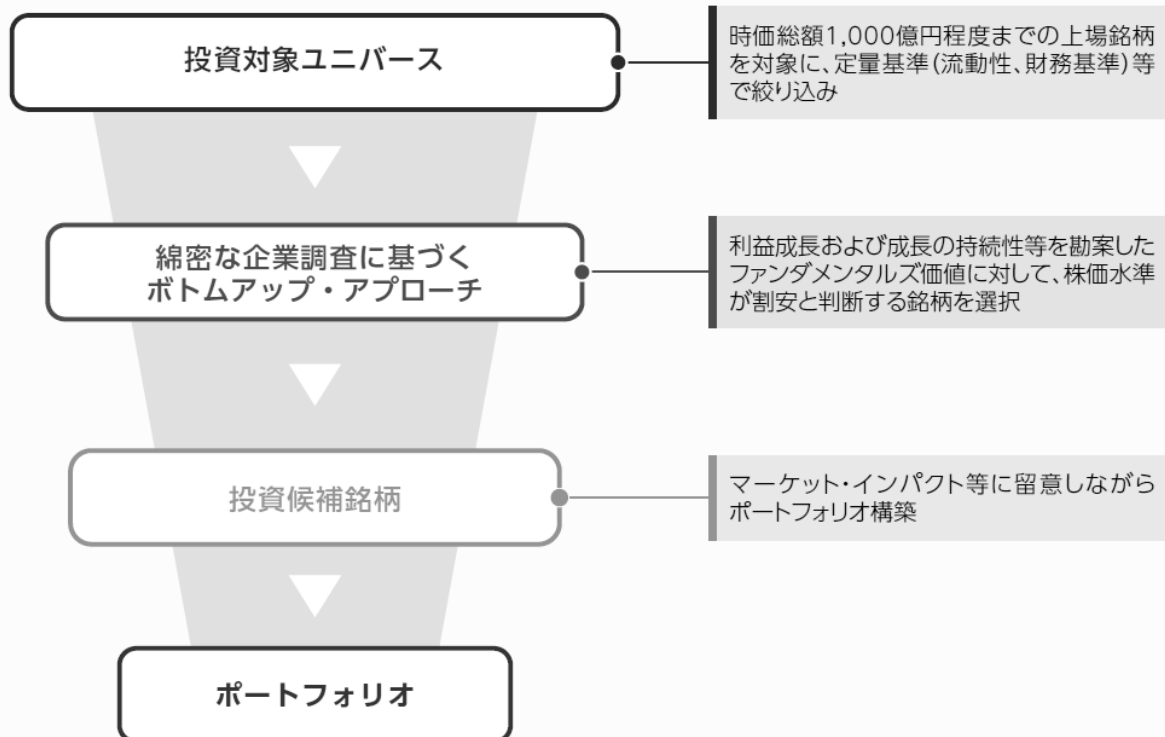 投資対象ユニバース
時価総額1,000億円程度までの上場銘柄
を対象に、定量基準(流動性、財務基準)等
で絞り込み
綿密な企業調査に基づく
ボトムアップ・アプローチ
利益成長および成長の持続性等を勘案した
ファンダメンタルズ価値に対して、株価水準
が割安と判断する銘柄を選択
投資候補銘柄
マーケット・インパクト等に留意しながら
ポートフォリオ構築
ポートフォリオ